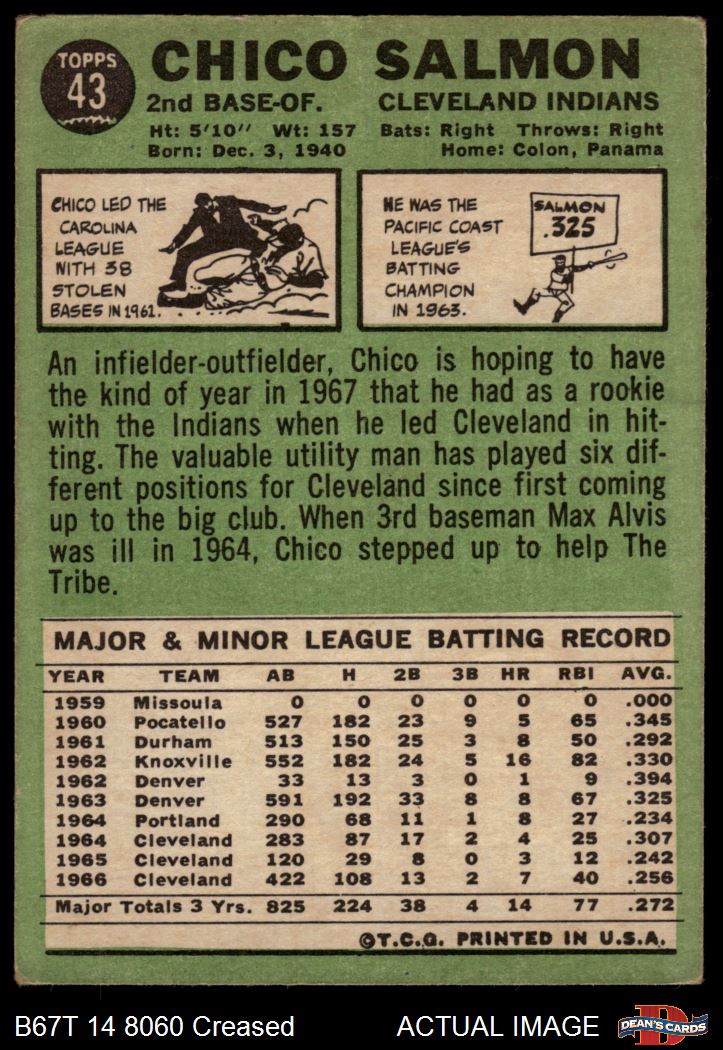 TOPPS
43
CHICO SALMON
2nd BASE-OF. CLEVELAND INDIANS
Ht: 5'10" Wt: 157 Bats: Right Throws: Right
Born: Dec. 3, 1940 Home: Colon, Panama
CHICO LED THE
CAROLINA
LEAGUE
WITH 38
STOLEN
BASES IN 1961.
HE WAS THE
PACIFIC COAST
LEAGUE'S
BATTING
CHAMPION
IN 1963.
SALMON
.325
An infielder-outfielder, Chico is hoping to have
the kind of year in 1967 that he had as a rookie
with the Indians when he led Cleveland in hit-
ting. The valuable utility man has played six dif-
ferent positions for Cleveland since first coming
up to the big club. When 3rd baseman Max Alvis
was ill in 1964, Chico stepped up to help The
Tribe.
MAJOR & MINOR LEAGUE BATTING RECORD
YEAR TEAM AB H 2B 3B HR RBI AVG.
1959 Missoula 0 0 0 0 0 0 .000
1960 Pocatello 527 182 23 9 5 65 .345
1961 Durham 513 150 25 3 8 50 .292
1962 Knoxville 552 182 24 5 16 82 .330
1962 Denver 33 13 3 0 1 9 .394
1963 Denver 591 192 33 8 8 67 .325
1964 Portland 290 68 11 1 8 27 .234
1964 Cleveland 283 87 17 2 4 25 .307
1965 Cleveland 120 29 8 0 3 12 .242
1966 Cleveland 422 108 13 2 7 40 .256
Major Totals 3 Yrs. 825 224 38 4 14 77 .272
©T.C.G. PRINTED IN U.S.A.
B67T 14 8060 Creased ACTUAL IMAGE
D
DEAN'S CARDS